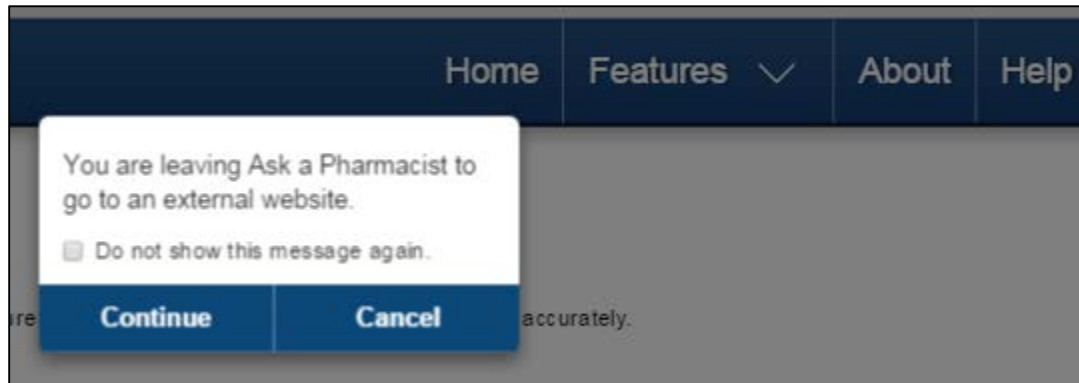 Home Features About Help
You are leaving Ask a Pharmacist to
go to an external website.
Do not show this message again.
Continue Cancel
accurately.